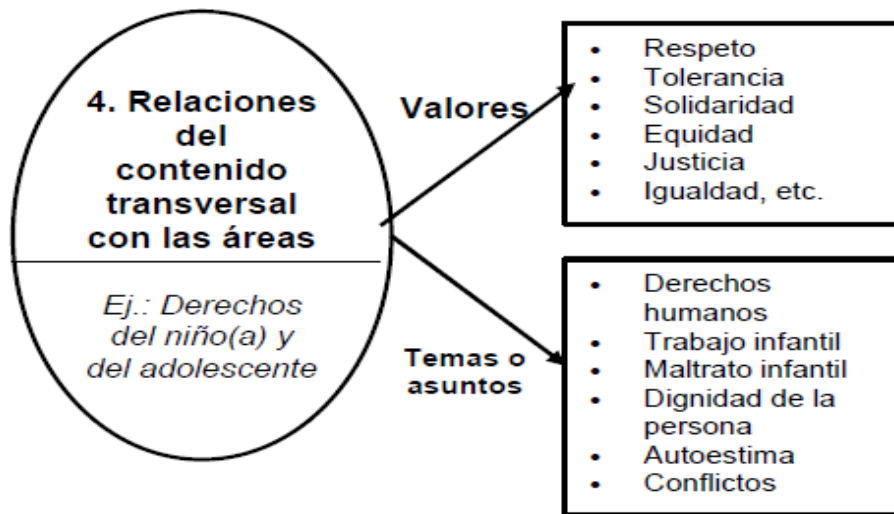 4. Relaciones
del
contenido
transversal
con las áreas
Ej.: Derechos
del niño(a) y
del adolescente
Valores
• Respeto
• Tolerancia
• Solidaridad
• Equidad
• Justicia
• Igualdad, etc.
Temas o
asuntos
• Derechos
humanos
• Trabajo infantil
• Maltrato infantil
• Dignidad de la
persona
• Autoestima
• Conflictos